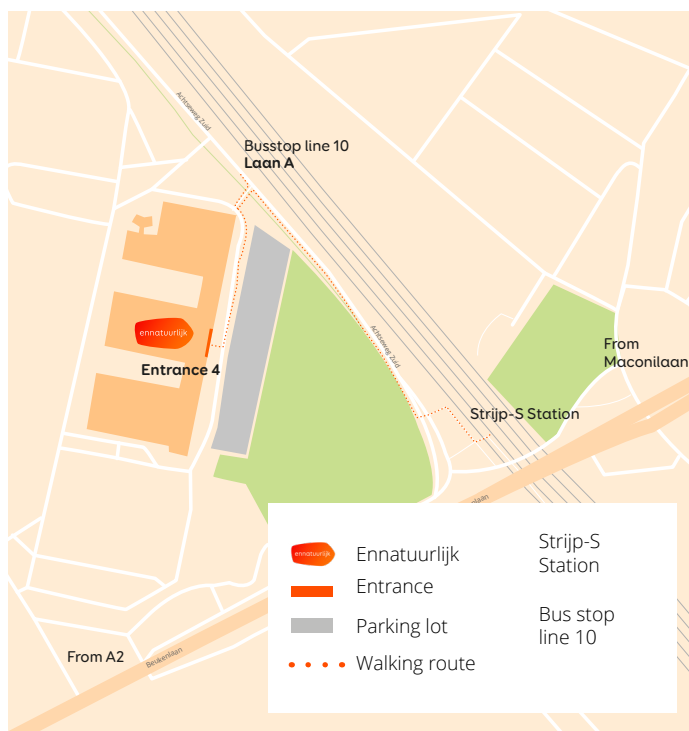 Achtseweg Zuid
Busstop line 10
Laan A
ennatuurlijk
Entrance 4
Achtseweg Zuid
From
Maconilaan
Strijp-S Station
From A2
Beukenlaan
ennatuurlijk
Ennatuurlijk
Entrance
Parking lot
Walking route
Strijp-S
Station
Bus stop
line 10